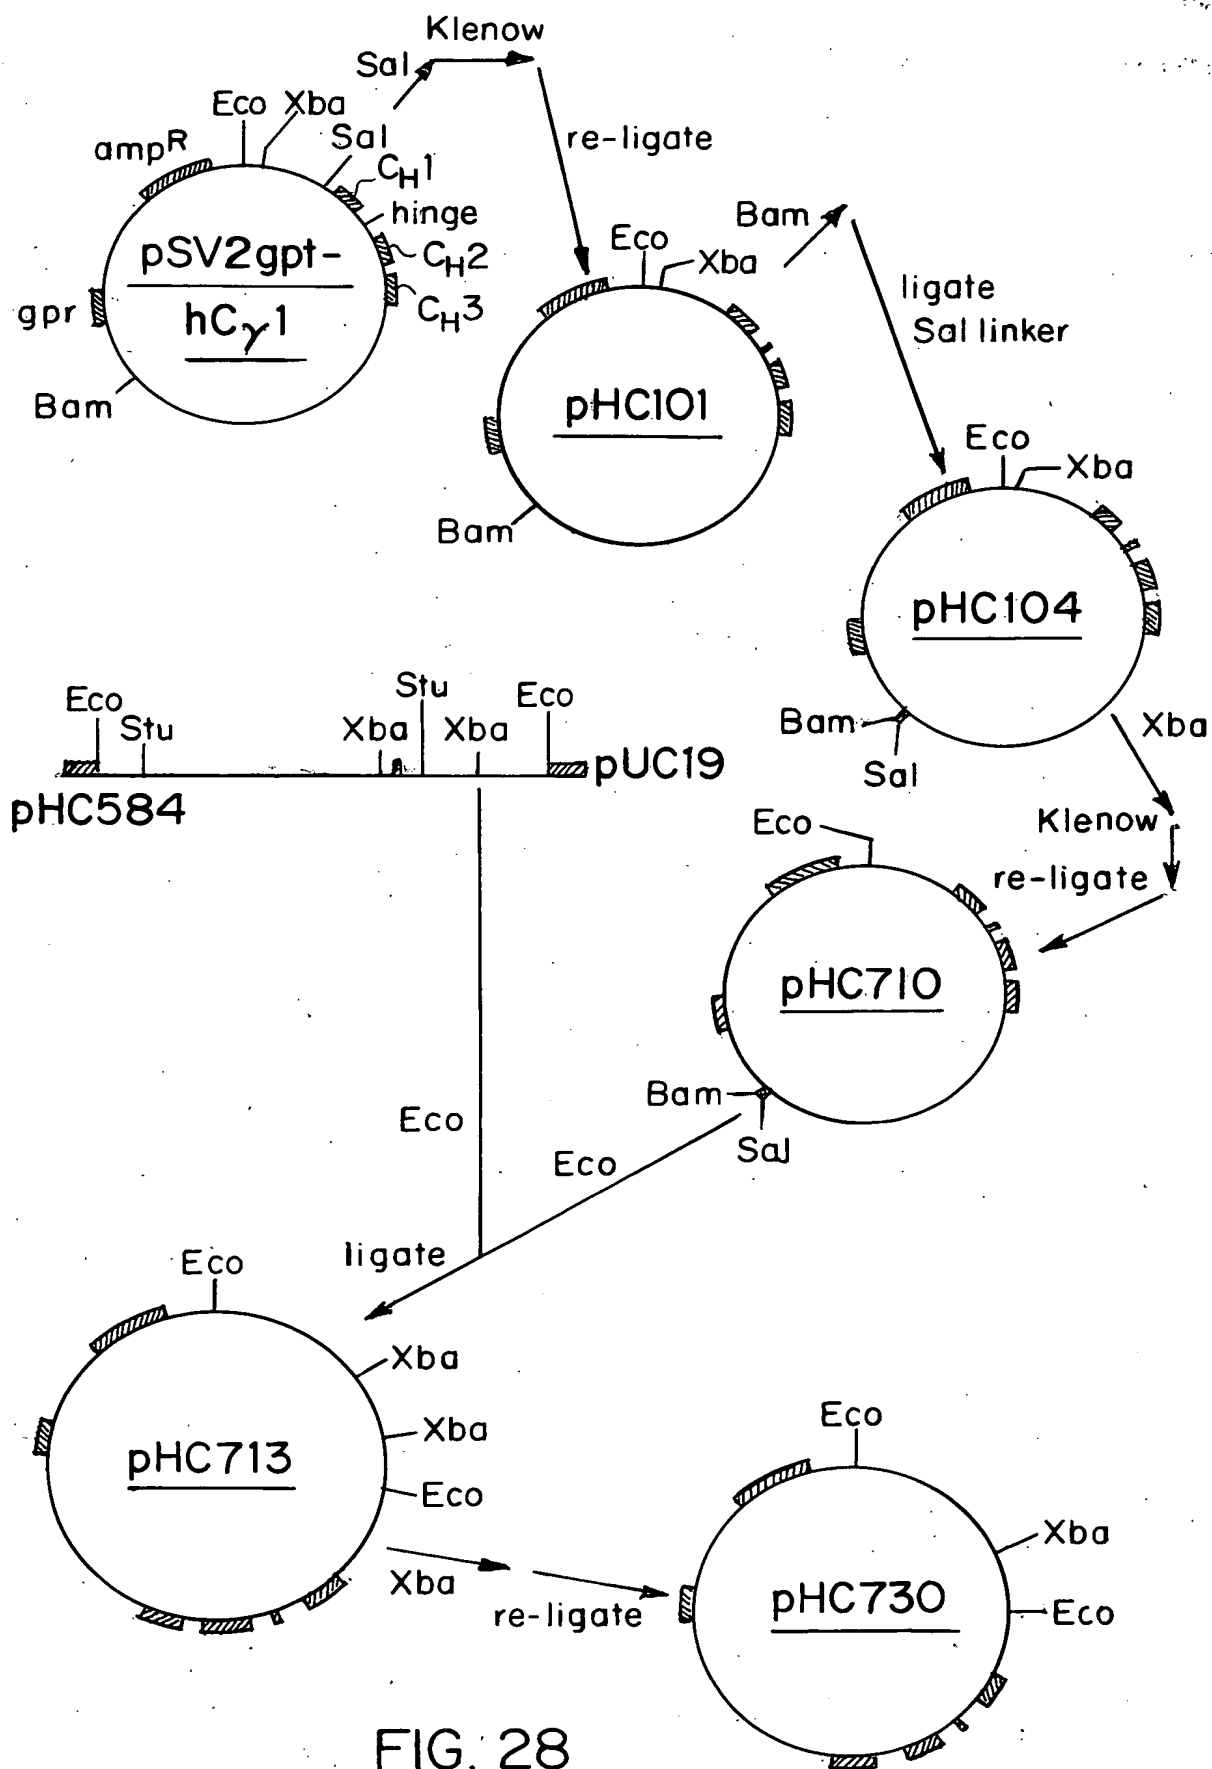 Klenow
Sal
re-ligate
Eco Xba
Sal
ampR
CH1
hinge
CH2
CH3
pSV2gpt-
hCγ1
gpr
Bam
Eco
Xba
pHC101
Bam
Bam
ligate
Sal linker
Eco
Xba
pHC104
Bam
Sal
Xba
Klenow
re-ligate
Eco
Stu
Xba
Stu
Xba
Eco
pUC19
pHC584
Eco
pHC710
Bam
Sal
Eco
Eco
ligate
Eco
Xba
Xba
Eco
pHC713
Xba
re-ligate
Eco
Xba
Eco
pHC730
FIG. 28